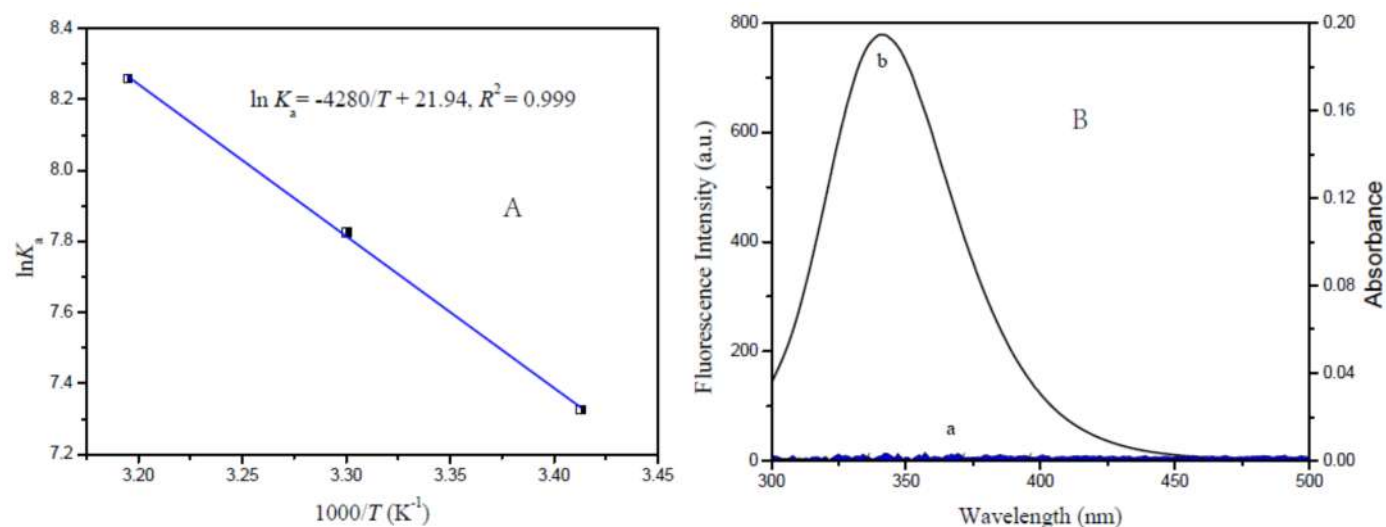 8.4
8.2
8.0
7.8
7.6
7.4
7.2
ln K_a = -4280/T + 21.94, R² = 0.999
A
lnK_a
3.20 3.25 3.30 3.35 3.40 3.45
1000/T (K⁻¹)
800
600
400
200
0
Fluorescence Intensity (a.u.)
b
B
a
0.20
0.16
0.12
0.08
0.04
0.00
Absorbance
300 350 400 450 500
Wavelength (nm)